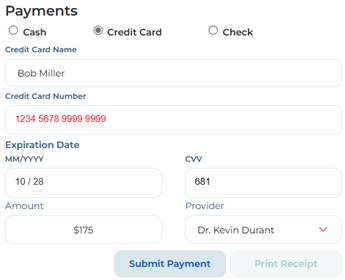 Payments
Cash Credit Card Check
Credit Card Name
Bob Miller
Credit Card Number
1234 5678 9999 9999
Expiration Date
MM/YYYY CVV
10 / 28 681
Amount Provider
$175 Dr. Kevin Durant
Submit Payment Print Receipt